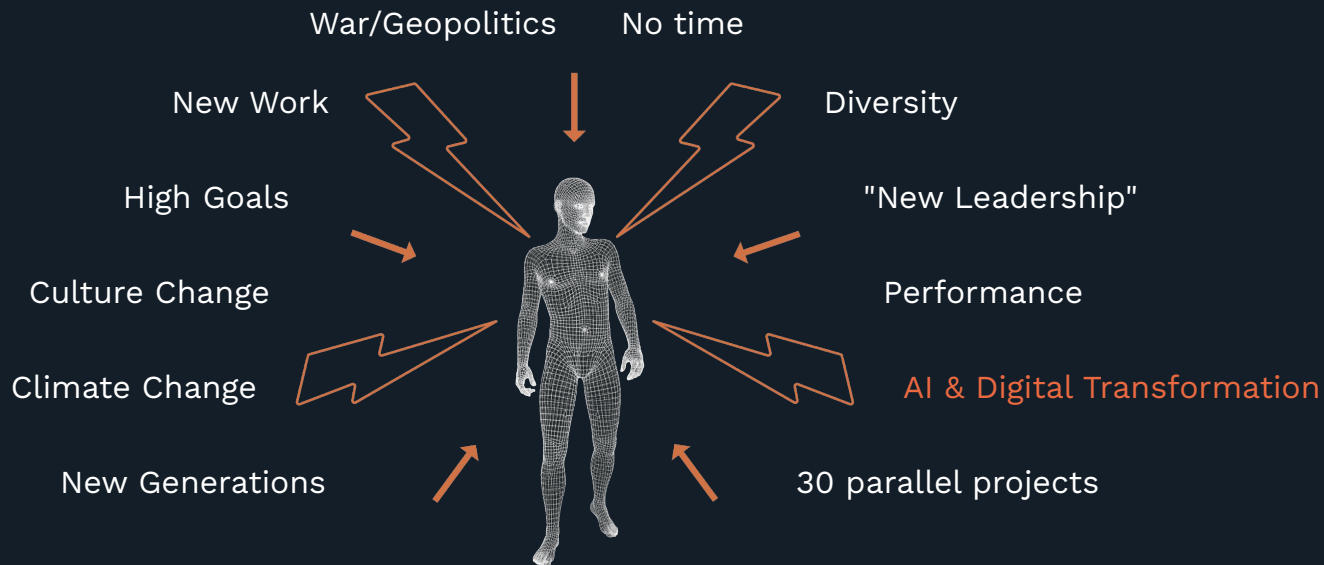 War/Geopolitics
No time
New Work
Diversity
High Goals
"New Leadership"
Culture Change
Performance
Climate Change
AI & Digital Transformation
New Generations
30 parallel projects